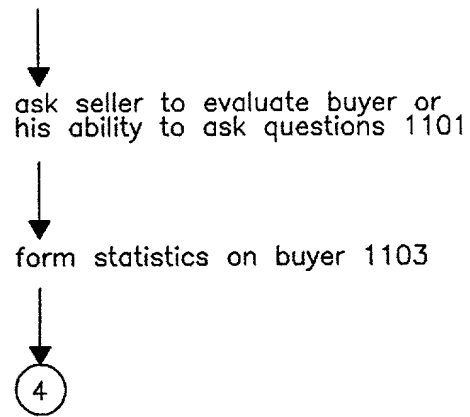 ask seller to evaluate buyer or
his ability to ask questions 1101
form statistics on buyer 1103
4